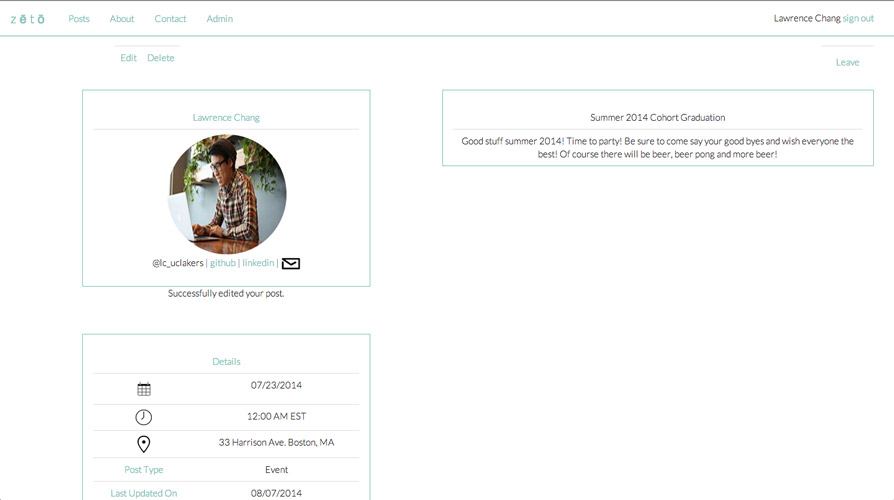 zētō Posts About Contact Admin Lawrence Chang sign out
Edit Delete Leave
Lawrence Chang
@lc_uclakers | github | linkedin |
Successfully edited your post.
Summer 2014 Cohort Graduation
Good stuff summer 2014! Time to party! Be sure to come say your good byes and wish everyone the
best! Of course there will be beer, beer pong and more beer!
Details
07/23/2014
12:00 AM EST
33 Harrison Ave. Boston, MA
Post Type Event
Last Updated On 08/07/2014